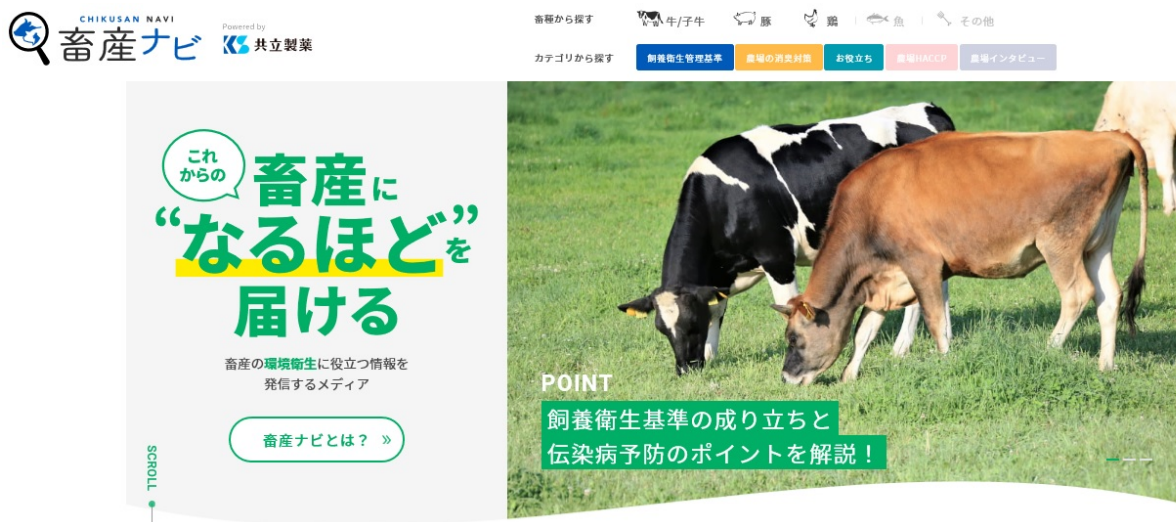 CHIKUSAN NAVI
畜産ナビ
Powered by
KS 共立製薬
畜種から探す
牛/子牛
豚
鶏
魚
その他
カテゴリから探す
飼養衛生管理基準
農場の消臭対策
お役立ち
農場HACCP
農場インタビュー
これ
からの
畜産に
“なるほど”を
届ける
畜産の環境衛生に役立つ情報を
発信するメディア
畜産ナビとは？ »
SCROLL
POINT
飼養衛生基準の成り立ちと
伝染病予防のポイントを解説！